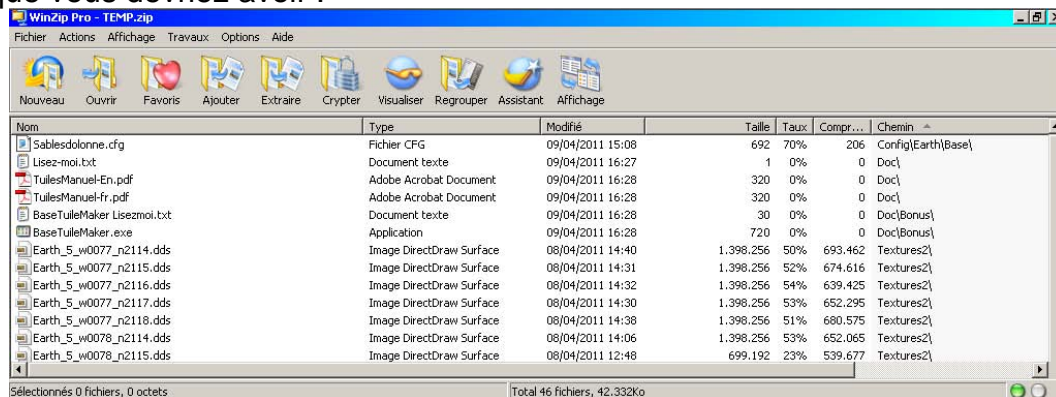 que vous devriez avoir :
WinZip Pro - TEMP.zip
Fichier Actions Affichage Travaux Options Aide
Nouveau Ouvrir Favoris Ajouter Extraire Crypter Visualiser Regrouper Assistant Affichage
Nom Type Modifié Taille Taux Compr... Chemin
Sablesdolonne.cfg Fichier CFG 09/04/2011 15:08 692 70% 206 Config\Earth\Base\
Lisez-moi.txt Document texte 09/04/2011 16:27 1 0% 0 Doc\
TuilesManuel-En.pdf Adobe Acrobat Document 09/04/2011 16:28 320 0% 0 Doc\
TuilesManuel-fr.pdf Adobe Acrobat Document 09/04/2011 16:28 320 0% 0 Doc\
BaseTuileMaker Lisezmoi.txt Document texte 09/04/2011 16:28 30 0% 0 Doc\Bonus\
BaseTuileMaker.exe Application 09/04/2011 16:28 720 0% 0 Doc\Bonus\
Earth_5_w0077_n2114.dds Image DirectDraw Surface 08/04/2011 14:40 1.398.256 50% 693.462 Textures2\
Earth_5_w0077_n2115.dds Image DirectDraw Surface 08/04/2011 14:31 1.398.256 52% 674.616 Textures2\
Earth_5_w0077_n2116.dds Image DirectDraw Surface 08/04/2011 14:32 1.398.256 54% 639.425 Textures2\
Earth_5_w0077_n2117.dds Image DirectDraw Surface 08/04/2011 14:30 1.398.256 53% 652.295 Textures2\
Earth_5_w0077_n2118.dds Image DirectDraw Surface 08/04/2011 14:38 1.398.256 51% 680.575 Textures2\
Earth_5_w0078_n2114.dds Image DirectDraw Surface 08/04/2011 14:06 1.398.256 53% 652.065 Textures2\
Earth_5_w0078_n2115.dds Image DirectDraw Surface 08/04/2011 12:48 699.192 23% 539.677 Textures2\
Sélectionnés 0 fichiers, 0 octets Total 46 fichiers, 42.332Ko